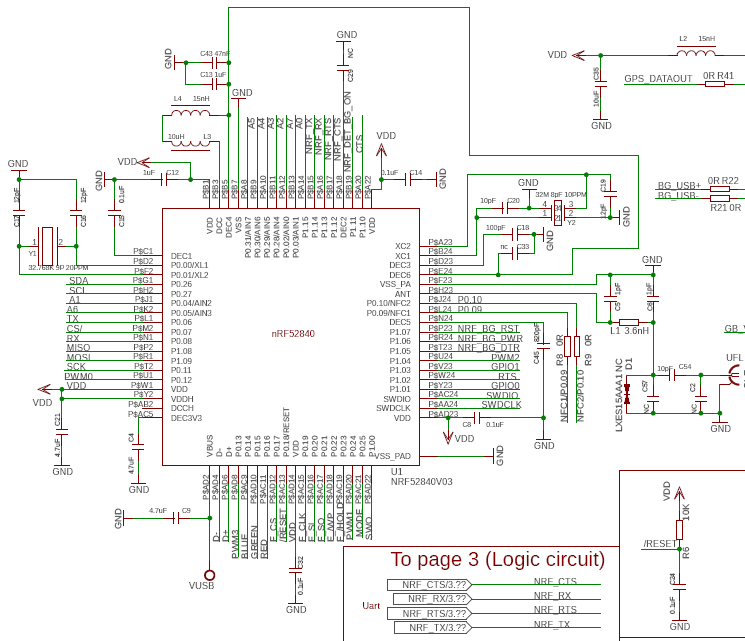 GND
GND
C43 47nF
C13 1uF
NC
C29
GND
L4 15nH
10uH L3
A5
A4
A3
A2
A7
A0
NRF_TX
NRF_RX
NRF_RTS
NRF_CTS
NRF_DET_BG_ON
CTS
VDD
L2 15nH
C35
10uF
GND
GPS_DATAOUT 0R R41
VDD
VDD
GND
GND
1uF C12
0.1uF C14
GND
12pF
12pF
0.1uF
1 2
Y1
32.768K 9P 20PPM
P$B1
P$B3
P$B5
P$B7
P$A8
P$B9
P$A10
P$B11
P$A12
P$B13
P$A14
P$B15
P$A16
P$B17
P$A18
P$B19
P$A20
P$A22
VDD
DCC
DEC4
VSS
P0.31/AIN7
P0.30/AIN6
P0.29/AIN5
P0.28/AIN4
P0.02/AIN0
P0.03/AIN1
P1.15
P1.14
P1.13
P1.12
DEC2
P1.11
P1.10
VDD
GND
32M 8pF 10PPM
10pF C20
100pF C18
nc C33
4 3
1 2
Y2
C19
12pF
GND
GND
BG_USB+ 0R R22
BG_USB- R21 0R
P$C1 DEC1
P$D2 P0.00/XL1
P$F2 P0.01/XL2
SDA P$G1 P0.26
SCL P$H2 P0.27
A1 P$J1 P0.04/AIN2
A6 P$K2 P0.05/AIN3
TX P$L1 P0.06
CS/ P$M2 P0.07
RX P$N1 P0.08
MISO P$P2 P1.08
MOSI P$R1 P1.09
SCK P$T2 P0.11
PWM0 P$U1 P0.12
VDD P$W1 VDD
P$Y2 VDDH
P$AB2 DCCH
P$AC5 DEC3V3
nRF52840
XC2 P$A23
XC1 P$B24
DEC3 P$D23
DEC6 P$E24
VSS_PA P$F23
ANT P$H23
P0.10/NFC2 P$J24 P0.10
P0.09/NFC1 P$L24 P0.09
DEC5 P$N24
P1.07 P$P23 NRF_BG_RST
P1.06 P$R24 NRF_BG_PWR
P1.05 P$T23 NRF_BG_DTR
P1.04 P$U24 PWM2
P1.03 P$V23 GPIO1
P1.02 P$W24 RTS
P1.01 P$Y23 GPIO0
SWDIO P$AC24 SWDIO
SWDCLK P$AA24 SWDCLK
VDD P$AD23
C8 0.1uF
VDD
C45 820pF
GND
R8 0R
R9 0R
NFC1/P0.09
NFC2/P0.10
GND
1pF
1pF
L1 3.6nH
GB_V
UFL
10pF C54
D1
LXES15AAA1 NC
C57
NC
C2
NC
GND
VDD
C21
4.7uF
GND
C4
4.7uF
GND
VBUS
D-
D+
P0.13
P0.14
P0.15
P0.16
P0.17
P0.18/RESET
VDD
P0.19
P0.20
P0.21
P0.22
P0.23
P0.24
P0.25
P1.00
VSS_PAD
GND
U1
NRF52840V03
P$AD2
P$AD4
P$AD6
P$AD8
P$AC9
P$AD10
P$AC11
P$AD12
P$AC13
P$AD14
P$AC15
P$AD16
P$AC17
P$AD18
P$AC19
P$AD20
P$AC21
P$AD22
GND
4.7uF C9
VUSB
D-
D+
PWM3
BLUE
GREEN
RED
F_CS
/RESET
VDD
F_CLK
F_SI
F_SO
F_/WP
F_/HOLD
PWM1
MODE
SWO
C32
0.1uF
GND
VDD
10K
R6
/RESET
0.1uF
GND
To page 3 (Logic circuit)
Uart
NRF_CTS/3.?? NRF_CTS
NRF_RX/3.?? NRF_RX
NRF_RTS/3.?? NRF_RTS
NRF_TX/3.?? NRF_TX